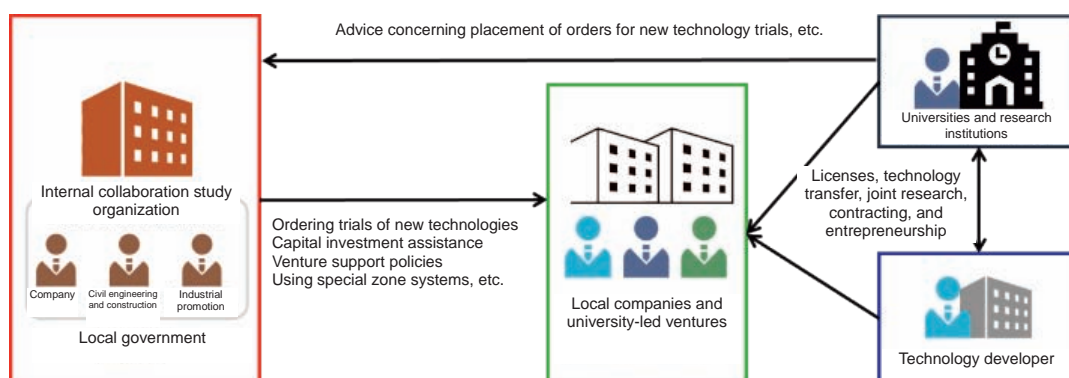 Advice concerning placement of orders for new technology trials, etc.
Internal collaboration study
organization
Company
Civil engineering
and construction
Industrial
promotion
Local government
Ordering trials of new technologies
Capital investment assistance
Venture support policies
Using special zone systems, etc.
Local companies and
university-led ventures
Universities and research
institutions
Licenses, technology
transfer, joint research,
contracting, and
entrepreneurship
Technology developer